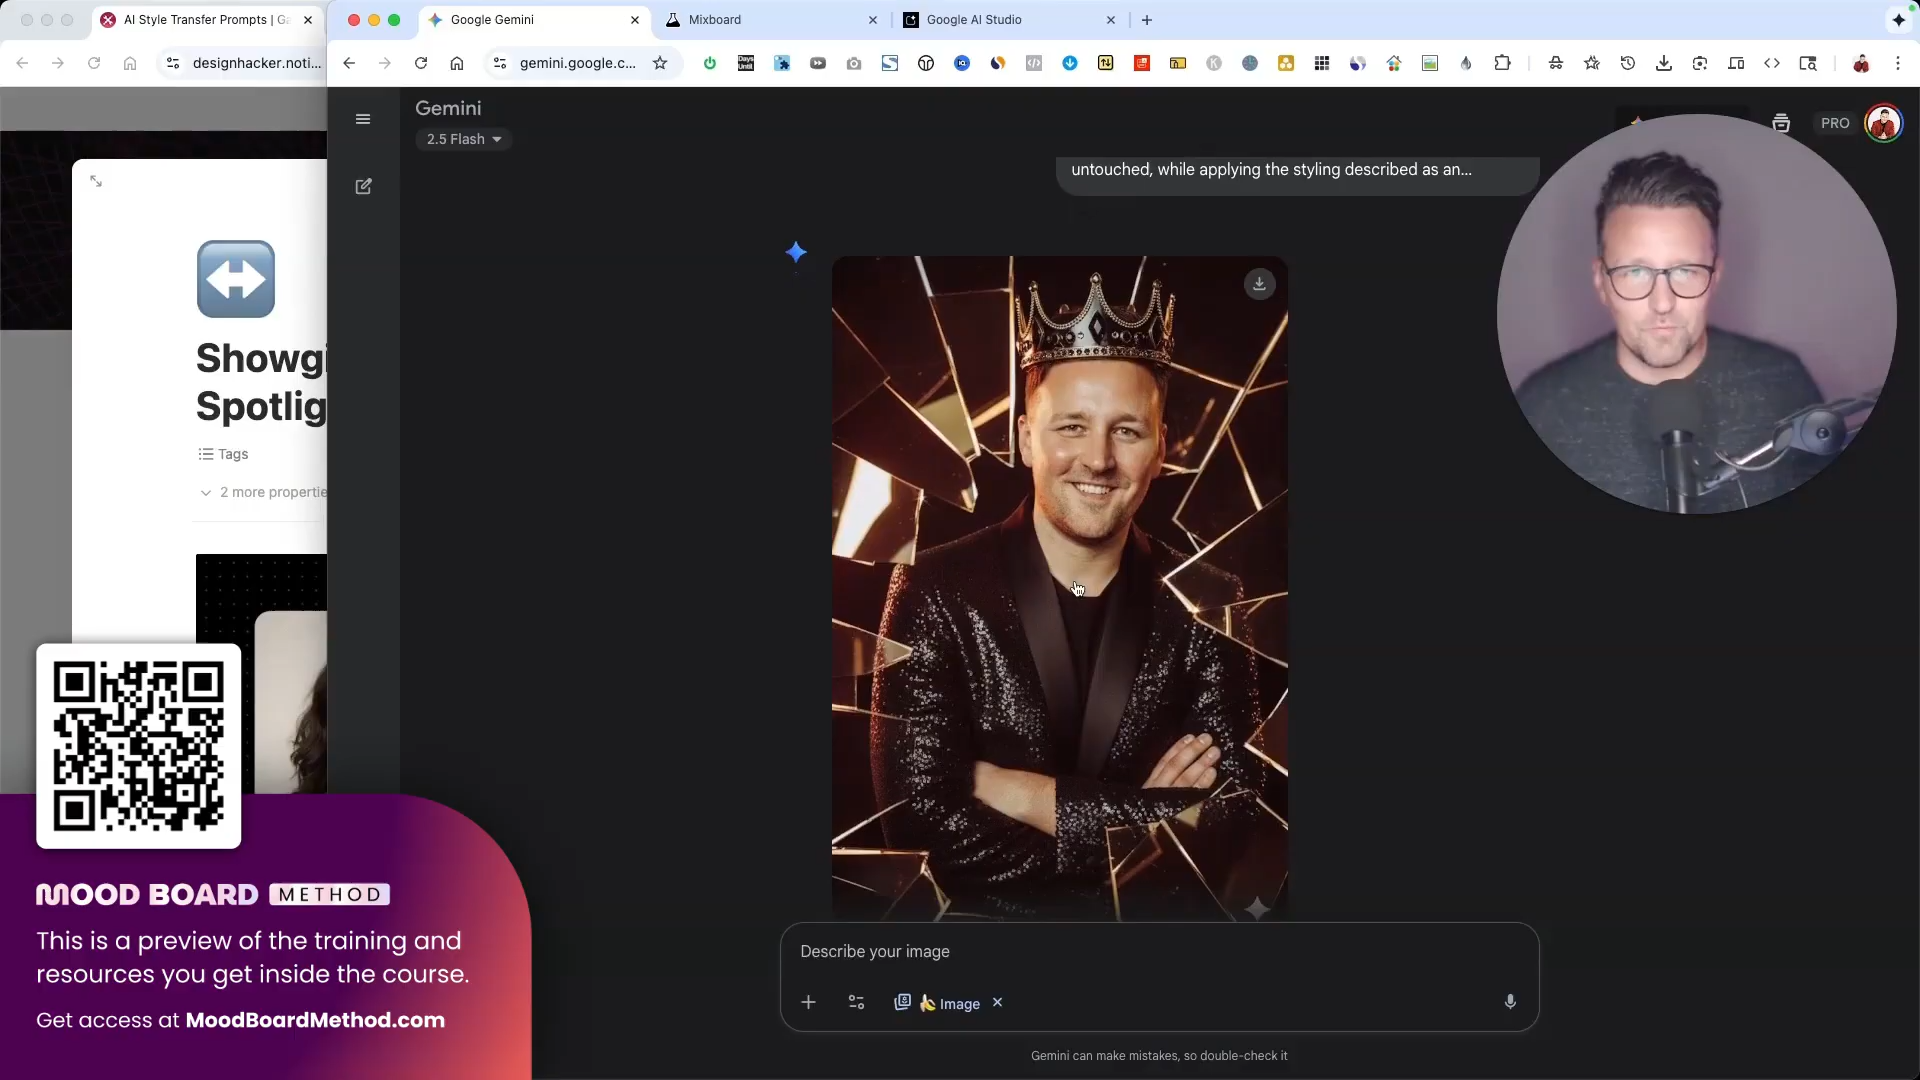 AI Style Transfer Prompts | Ga
Google Gemini
Mixboard
Google AI Studio
designhacker.noti...
gemini.google.c...
Gemini
2.5 Flash
PRO
untouched, while applying the styling described as an...
Showgi
Spotlig
Tags
2 more propertie
MOOD BOARD METHOD
This is a preview of the training and
resources you get inside the course.
Get access at MoodBoardMethod.com
Describe your image
Image
Gemini can make mistakes, so double-check it